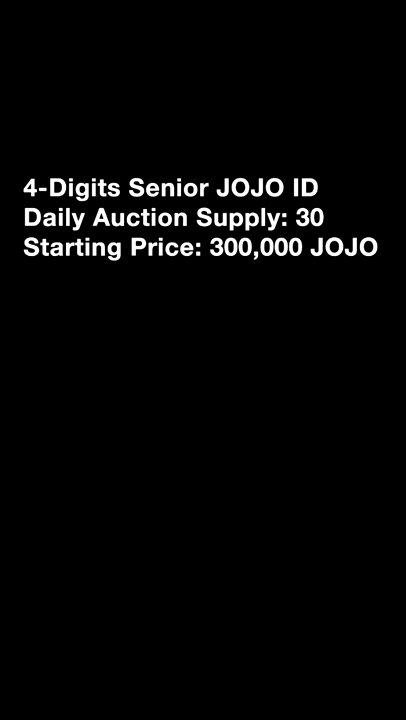 4-Digits Senior JOJO ID
Daily Auction Supply: 30
Starting Price: 300,000 JOJO